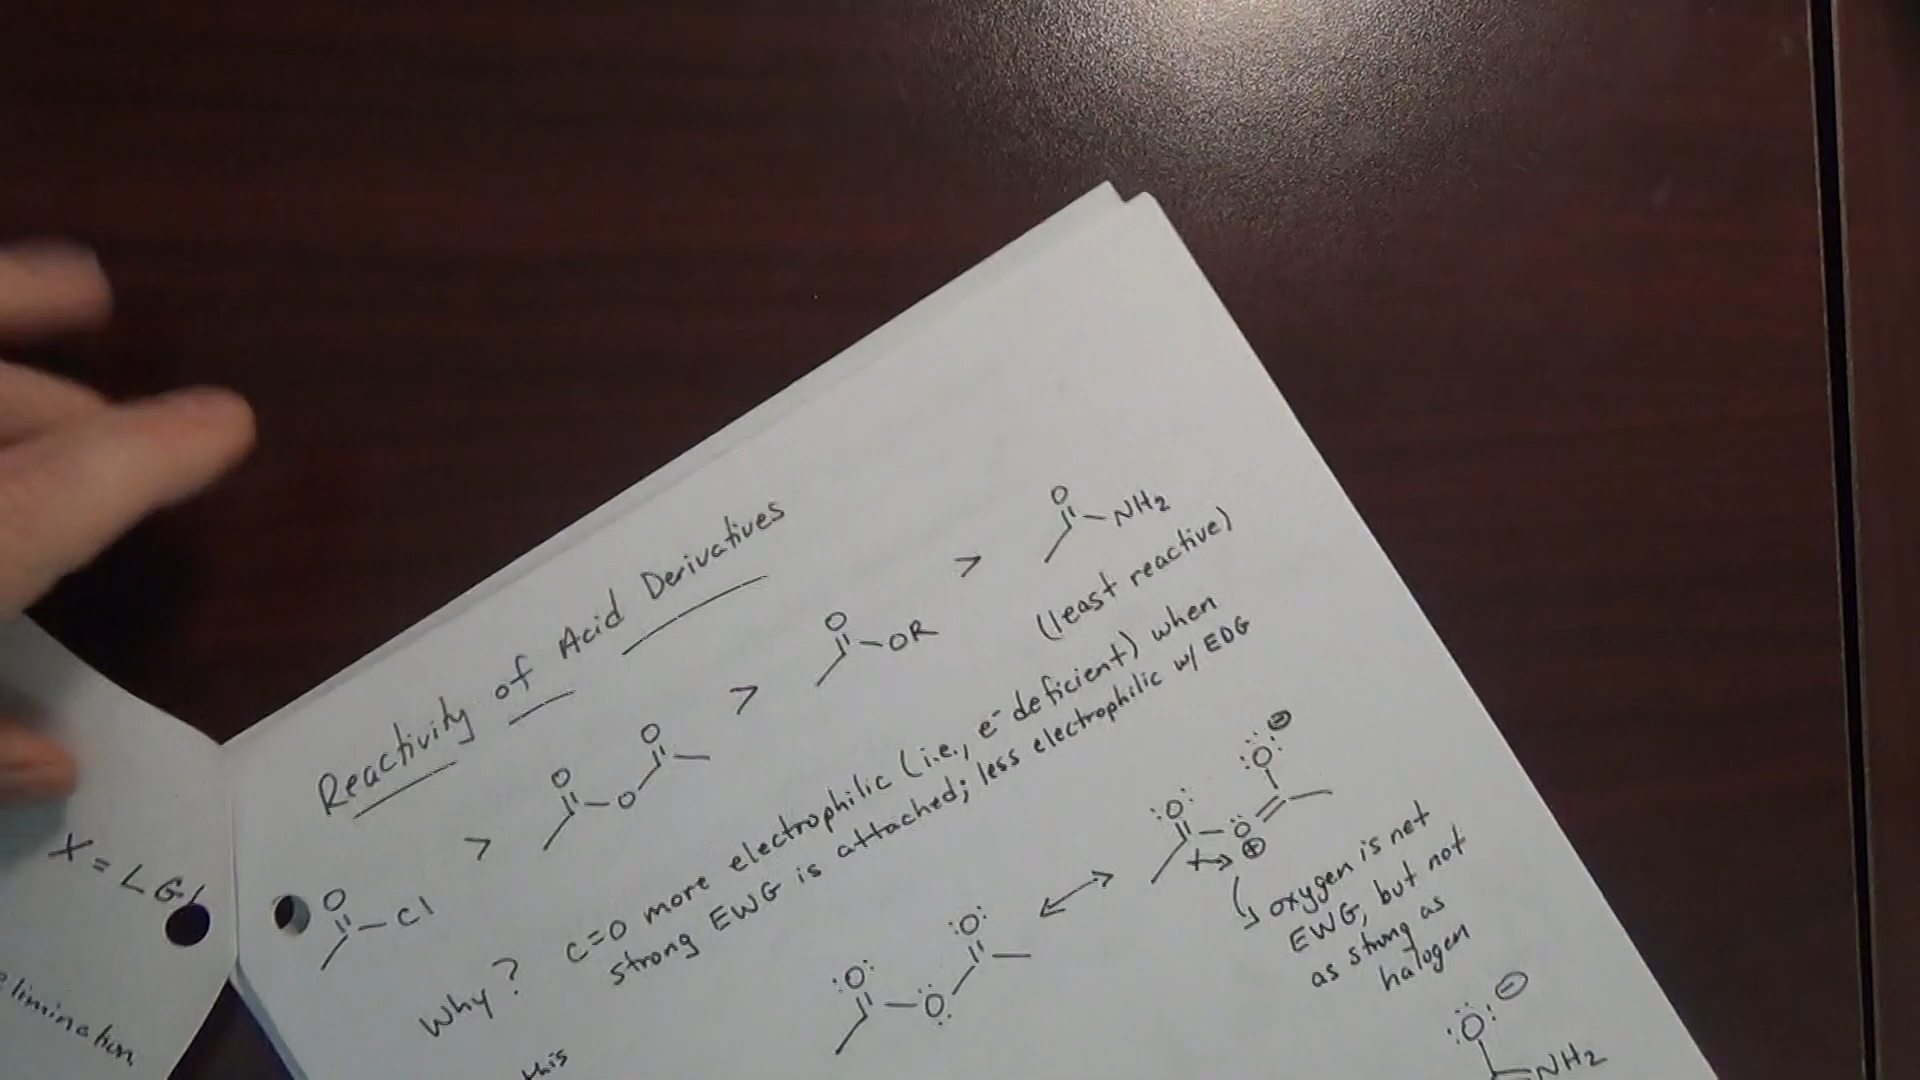 Reactivity of Acid Derivatives
O O O O O
Cl > O > OR > NH2
(least reactive)
Why? C=O more electrophilic (i.e., e- deficient) when
strong EWG is attached; less electrophilic w/ EDG
:O: :O: ↔ :O: :O: ⊖
O O ⊕
↳ oxygen is net
EWG, but not
as strong as
halogen
:O: ⊖
NH2
this
X = LG
elimination